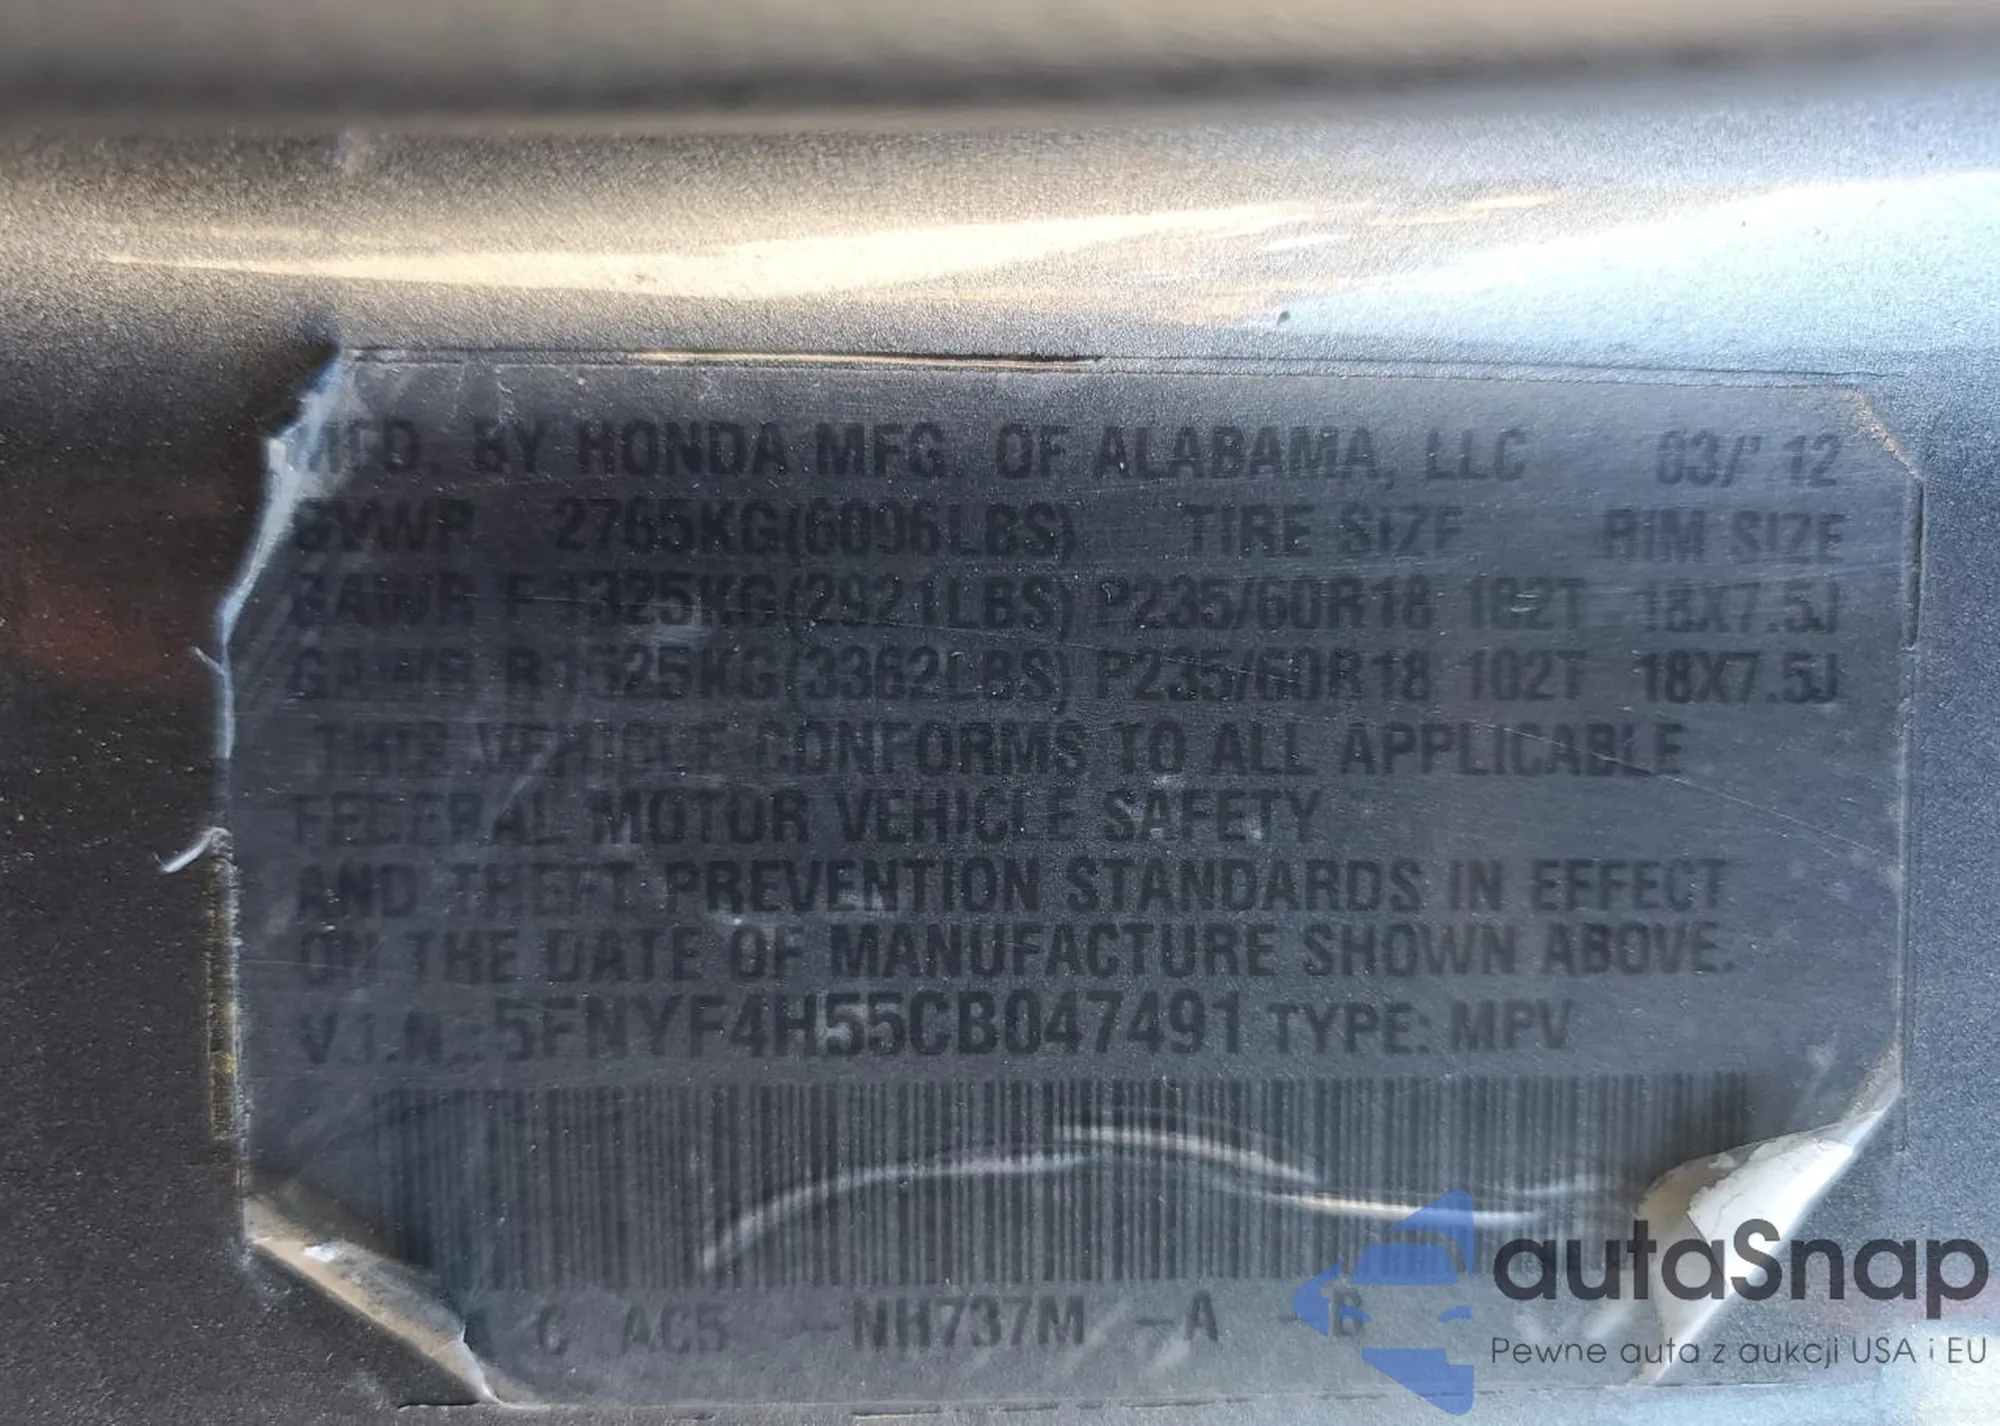 MFD. BY HONDA MFG. OF ALABAMA, LLC 03/'12
GVWR 2765KG(6096LBS) TIRE SIZE RIM SIZE
GAWR F 1325KG(2921LBS) P235/60R18 102T 18X7.5J
GAWR R 1525KG(3362LBS) P235/60R18 102T 18X7.5J
THIS VEHICLE CONFORMS TO ALL APPLICABLE
FEDERAL MOTOR VEHICLE SAFETY
AND THEFT PREVENTION STANDARDS IN EFFECT
ON THE DATE OF MANUFACTURE SHOWN ABOVE.
V.I.N. 5FNYF4H55CB047491 TYPE: MPV
C AC5 -NH737M -A -B
autaSnap
Pewne auta z aukcji USA i EU